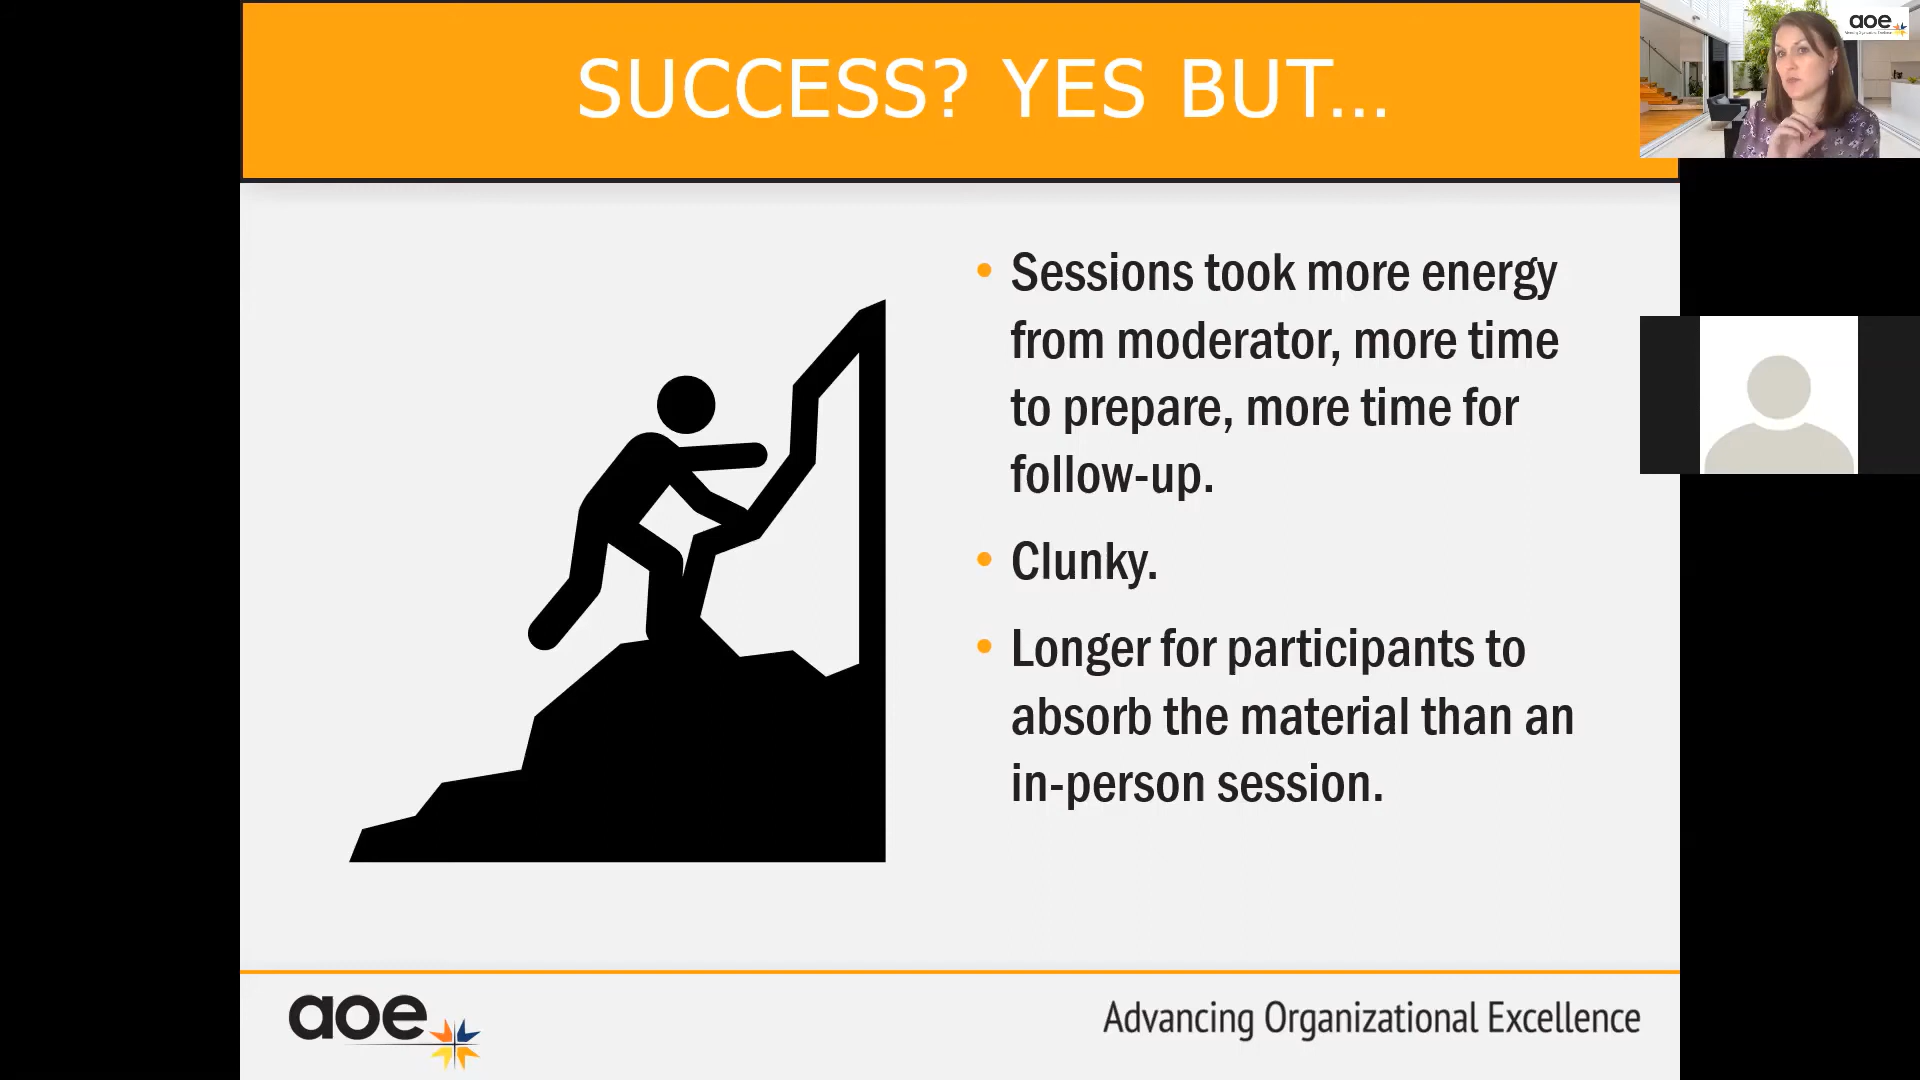 SUCCESS? YES BUT...
aoe
• Sessions took more energy
from moderator, more time
to prepare, more time for
follow-up.
• Clunky.
• Longer for participants to
absorb the material than an
in-person session.
aoe
Advancing Organizational Excellence